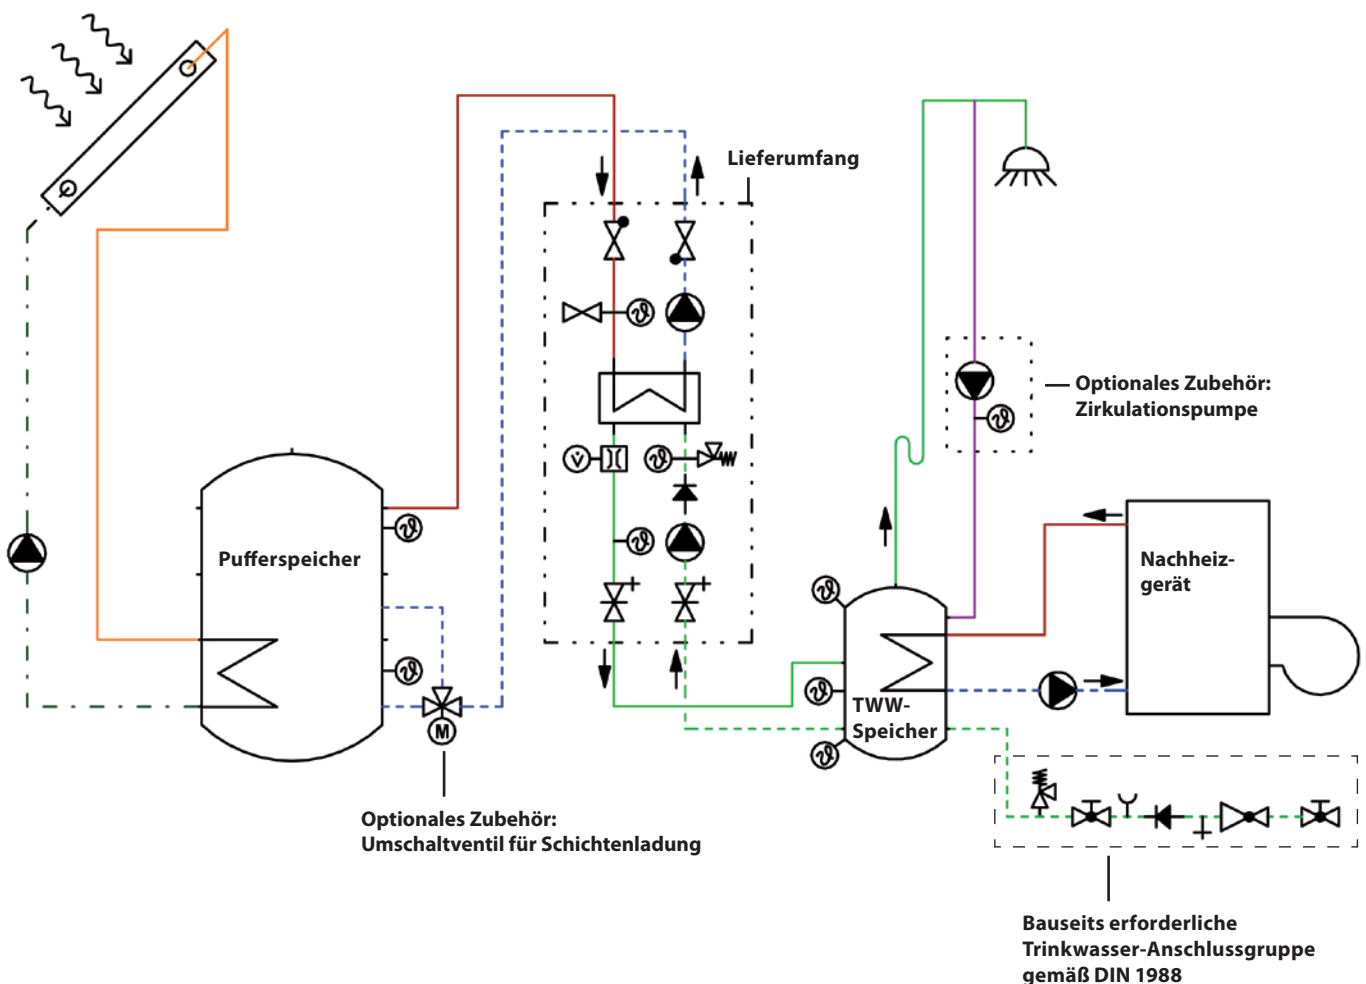 Lieferumfang
Optionales Zubehör:
Zirkulationspumpe
ϑ
V̇
ϑ
ϑ
ϑ
ϑ
Pufferspeicher
ϑ
ϑ
M
ϑ
ϑ
ϑ
TWW-
Speicher
Nachheiz-
gerät
Optionales Zubehör:
Umschaltventil für Schichtenladung
Bauseits erforderliche
Trinkwasser-Anschlussgruppe
gemäß DIN 1988